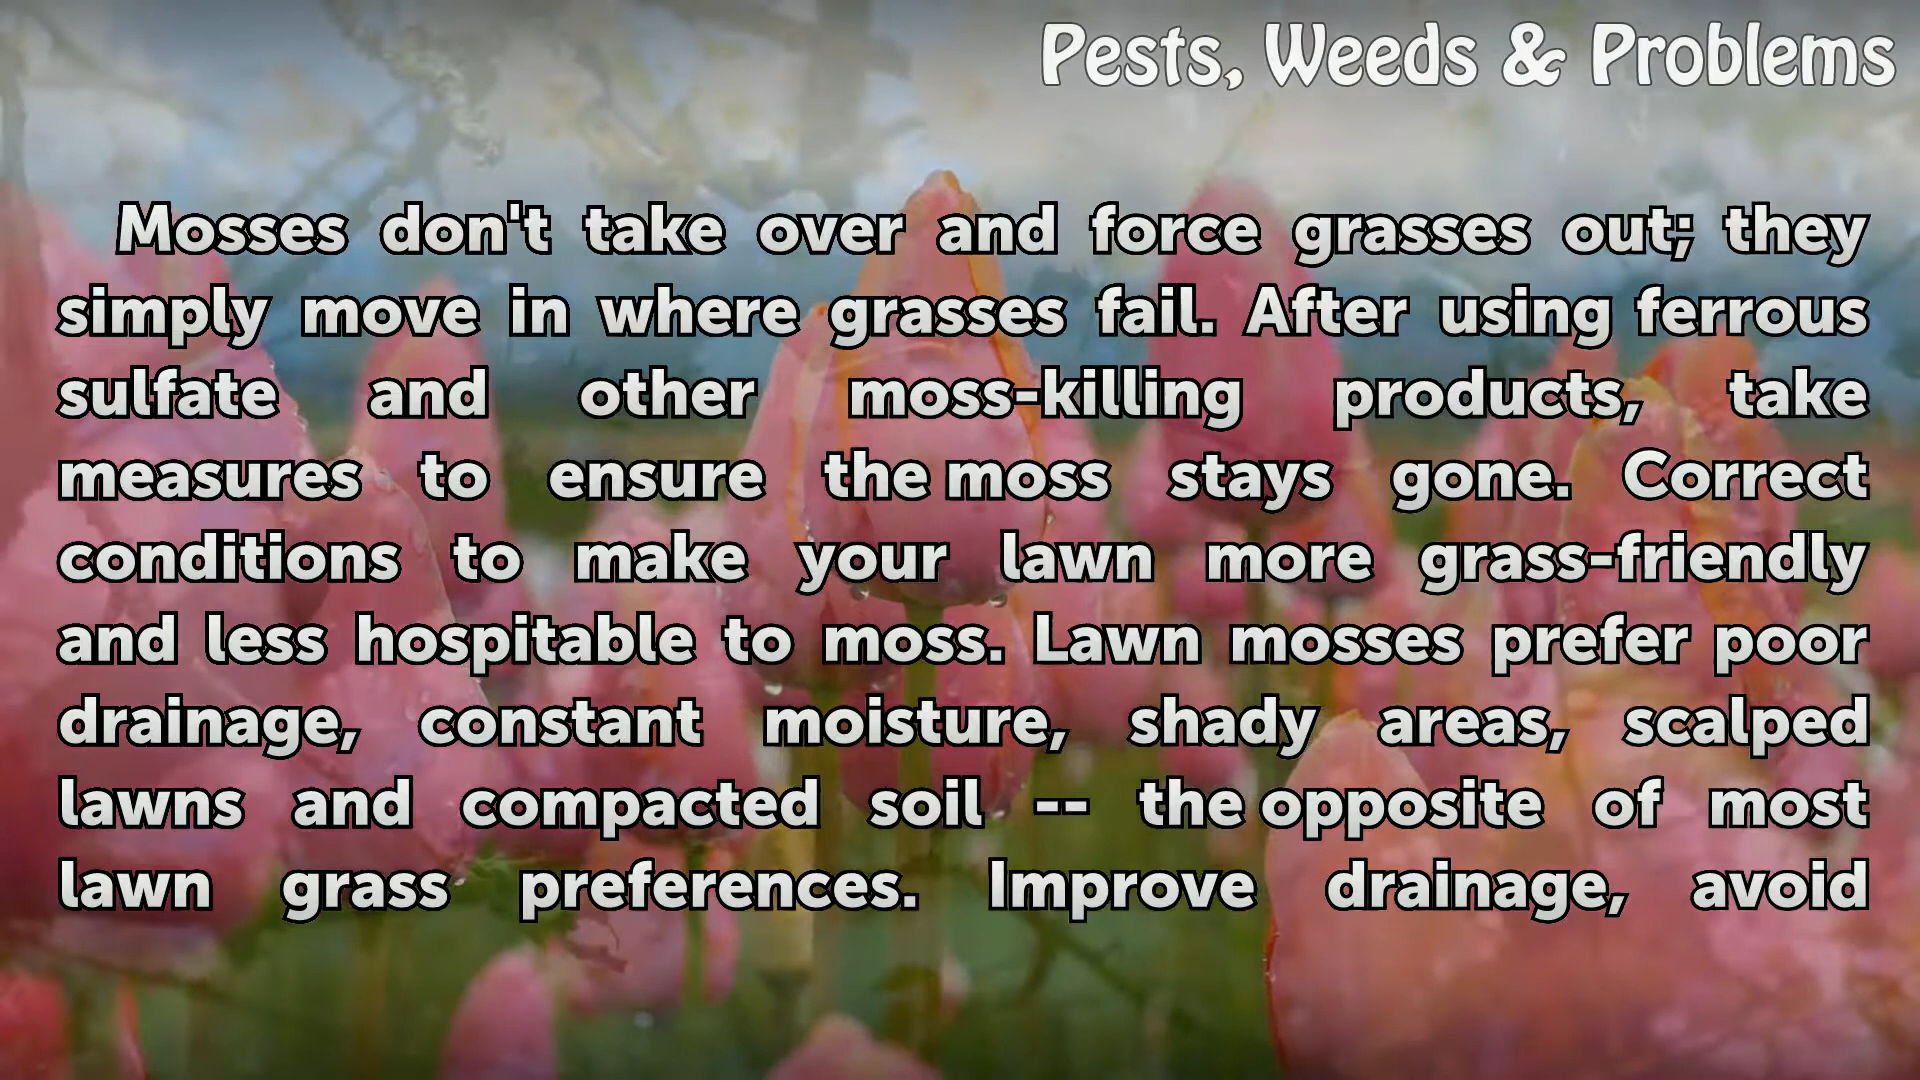 Pests, Weeds & Problems
Mosses don't take over and force grasses out; they
simply move in where grasses fail. After using ferrous
sulfate and other moss-killing products, take
measures to ensure the moss stays gone. Correct
conditions to make your lawn more grass-friendly
and less hospitable to moss. Lawn mosses prefer poor
drainage, constant moisture, shady areas, scalped
lawns and compacted soil -- the opposite of most
lawn grass preferences. Improve drainage, avoid